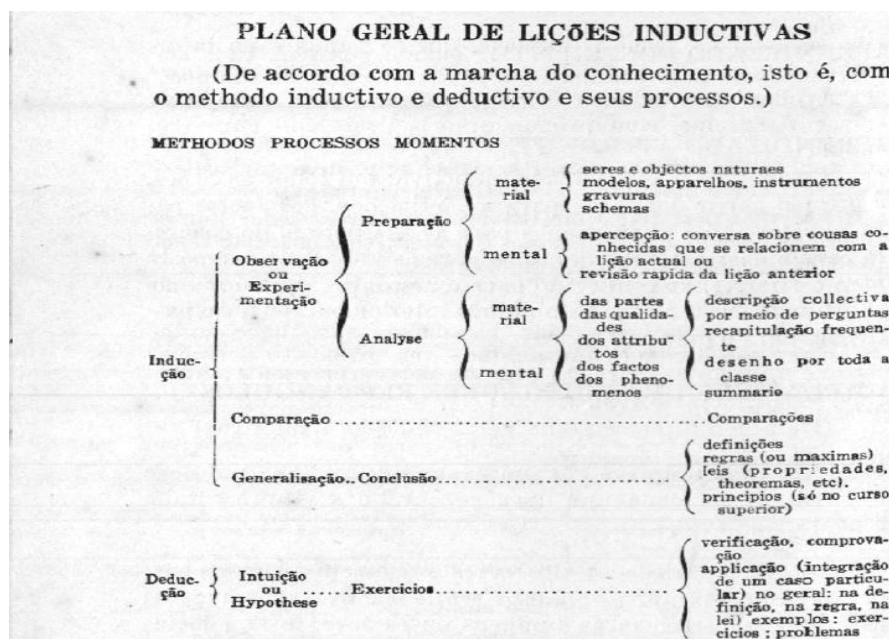 PLANO GERAL DE LIÇÕES INDUCTIVAS
(De accordo com a marcha do conhecimento, isto é, com
o methodo inductivo e deductivo e seus processos.)
METHODOS PROCESSOS MOMENTOS
Induc-
ção
Observação
ou
Experi-
mentação
Preparação
mate-
rial
seres e objectos naturaes
modelos, apparelhos, instrumentos
gravuras
schemas
mental
apercepção: conversa sobre cousas co-
nhecidas que se relacionem com a
lição actual ou
revisão rapida da lição anterior
Analyse
mate-
rial
mental
das partes
das qualida-
des
dos attribu-
tos
dos factos
dos pheno-
menos
descripção collectiva
por meio de perguntas
recapitulação frequen-
te
desenho por toda a
classe
summario
Comparação ........ Comparações
Generalisação.. Conclusão ........
definições
regras (ou maximas)
leis (propriedades,
theoremas, etc).
principios (só no curso
superior)
Deduc-
ção
Intuição
ou
Hypothese
Exercicios
verificação, comprova-
ção
applicação (integração
de um caso particu-
lar) no geral: na de-
finição, na regra, na
lei) exemplos: exer-
cicios; problemas